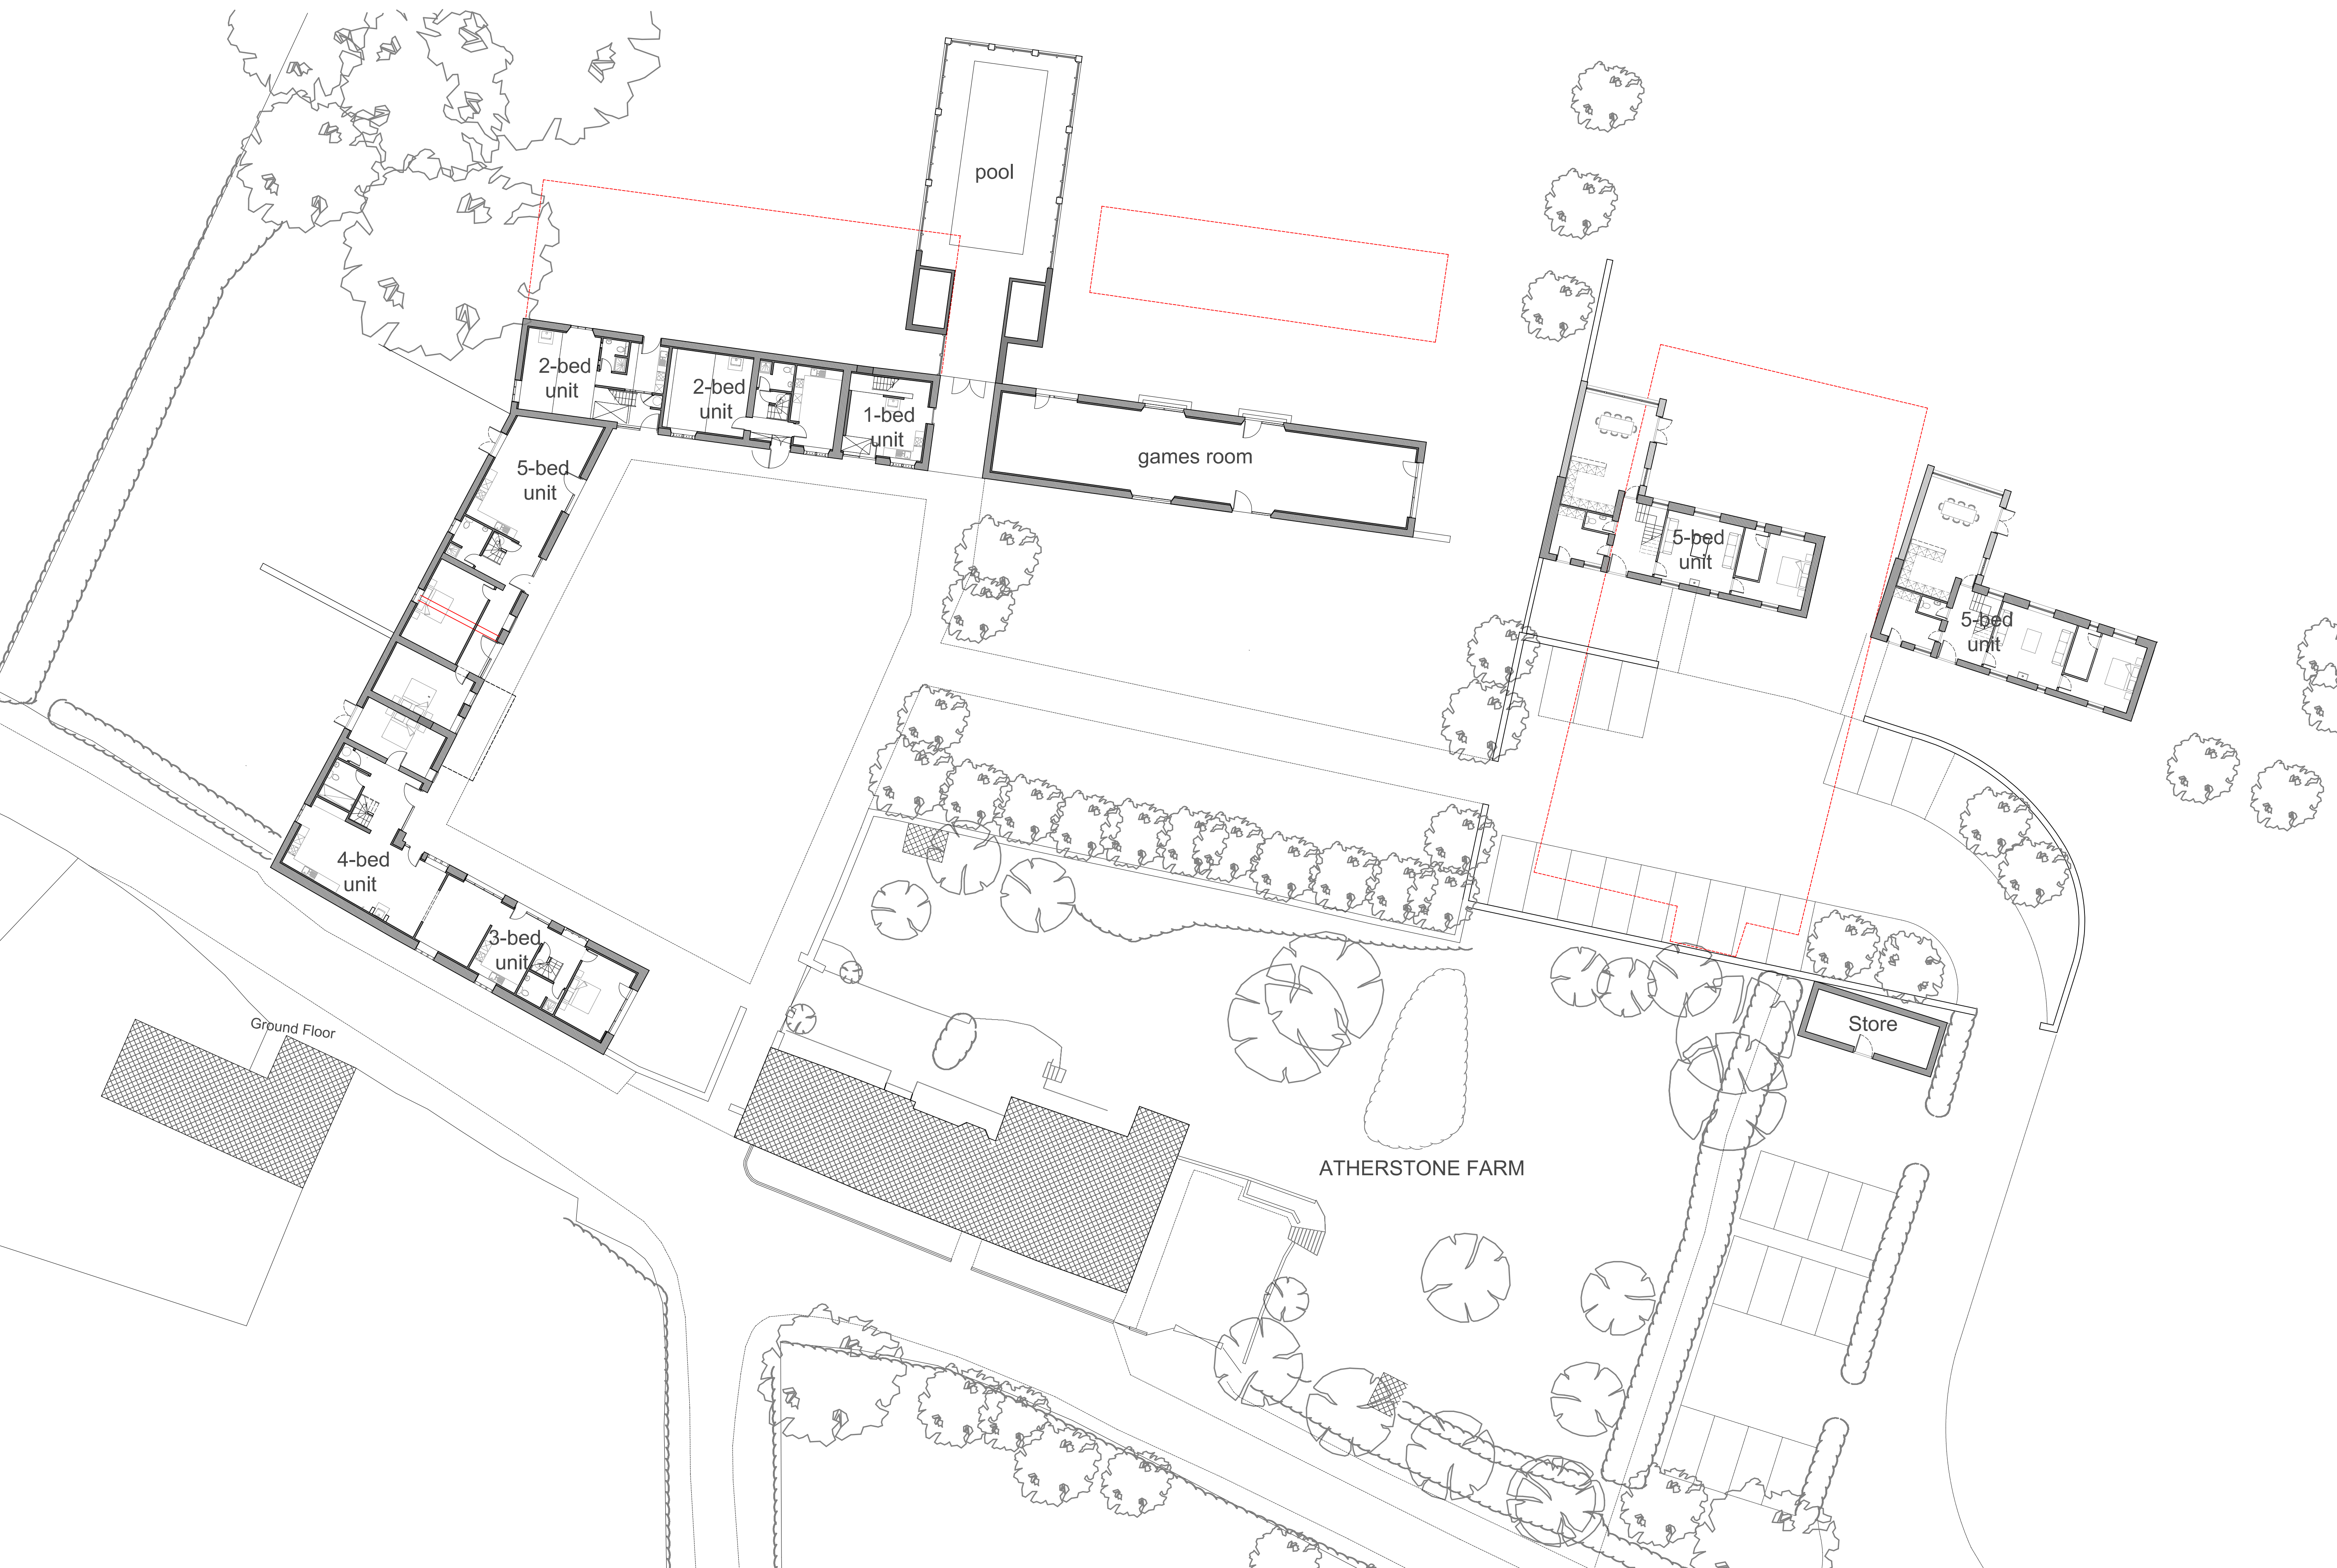 pool
2-bed
unit
2-bed
unit
1-bed
unit
games room
5-bed
unit
5-bed
unit
5-bed
unit
4-bed
unit
3-bed
unit
Ground Floor
Store
ATHERSTONE FARM